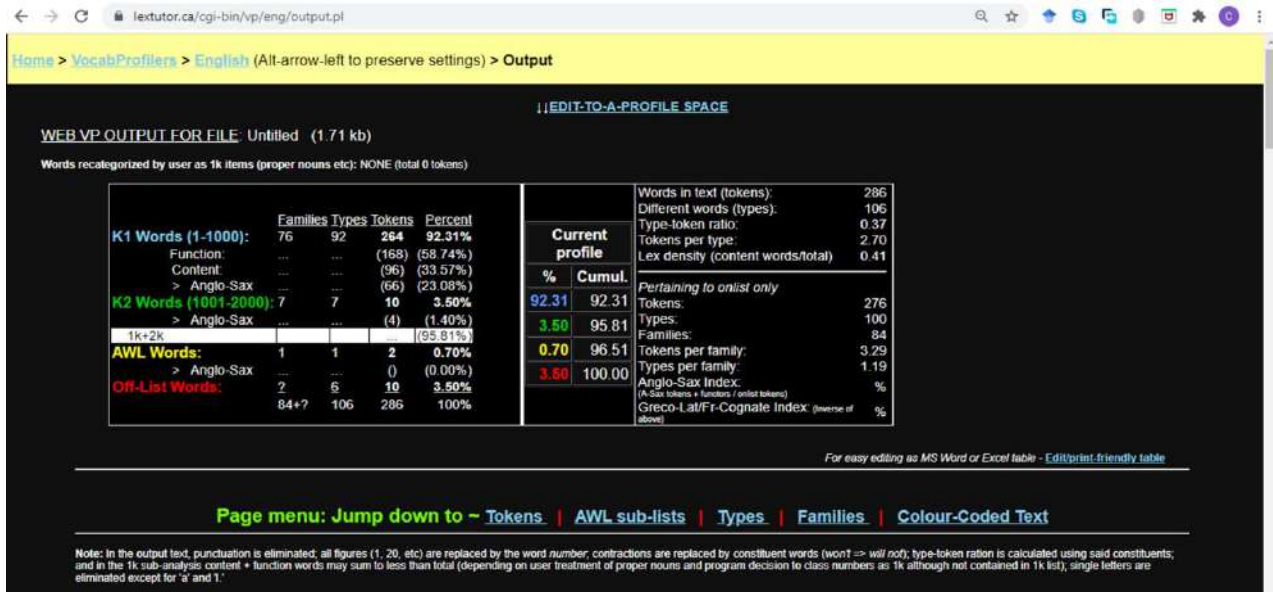 lextutor.ca/cgi-bin/vp/eng/output.pl
Home > VocabProfilers > English (Alt-arrow-left to preserve settings) > Output
↓↓EDIT-TO-A-PROFILE SPACE
WEB VP OUTPUT FOR FILE: Untitled (1.71 kb)
Words recategorized by user as 1k items (proper nouns etc): NONE (total 0 tokens)
Families Types Tokens Percent
K1 Words (1-1000): 76 92 264 92.31%
Function: ... ... (168) (58.74%)
Content: ... ... (96) (33.57%)
> Anglo-Sax ... ... (66) (23.08%)
K2 Words (1001-2000): 7 7 10 3.50%
> Anglo-Sax ... ... (4) (1.40%)
1k+2k ... (95.81%)
AWL Words: 1 1 2 0.70%
> Anglo-Sax ... ... () (0.00%)
Off-List Words: ? 6 10 3.50%
84+? 106 286 100%
Current profile
% Cumul.
92.31 92.31
3.50 95.81
0.70 96.51
3.50 100.00
Words in text (tokens): 286
Different words (types): 106
Type-token ratio: 0.37
Tokens per type: 2.70
Lex density (content words/total) 0.41
Pertaining to onlist only
Tokens: 276
Types: 100
Families: 84
Tokens per family: 3.29
Types per family: 1.19
Anglo-Sax Index: %
(A-Sax tokens + functors / onlist tokens)
Greco-Lat/Fr-Cognate Index: (Inverse of above) %
For easy editing as MS Word or Excel table - Edit/print-friendly table
Page menu: Jump down to ~ Tokens | AWL sub-lists | Types | Families | Colour-Coded Text
Note: In the output text, punctuation is eliminated; all figures (1, 20, etc) are replaced by the word number; contractions are replaced by constituent words (won't => will not); type-token ration is calculated using said constituents;
and in the 1k sub-analysis content + function words may sum to less than total (depending on user treatment of proper nouns and program decision to class numbers as 1k although not contained in 1k list); single letters are
eliminated except for 'a' and 'I.'